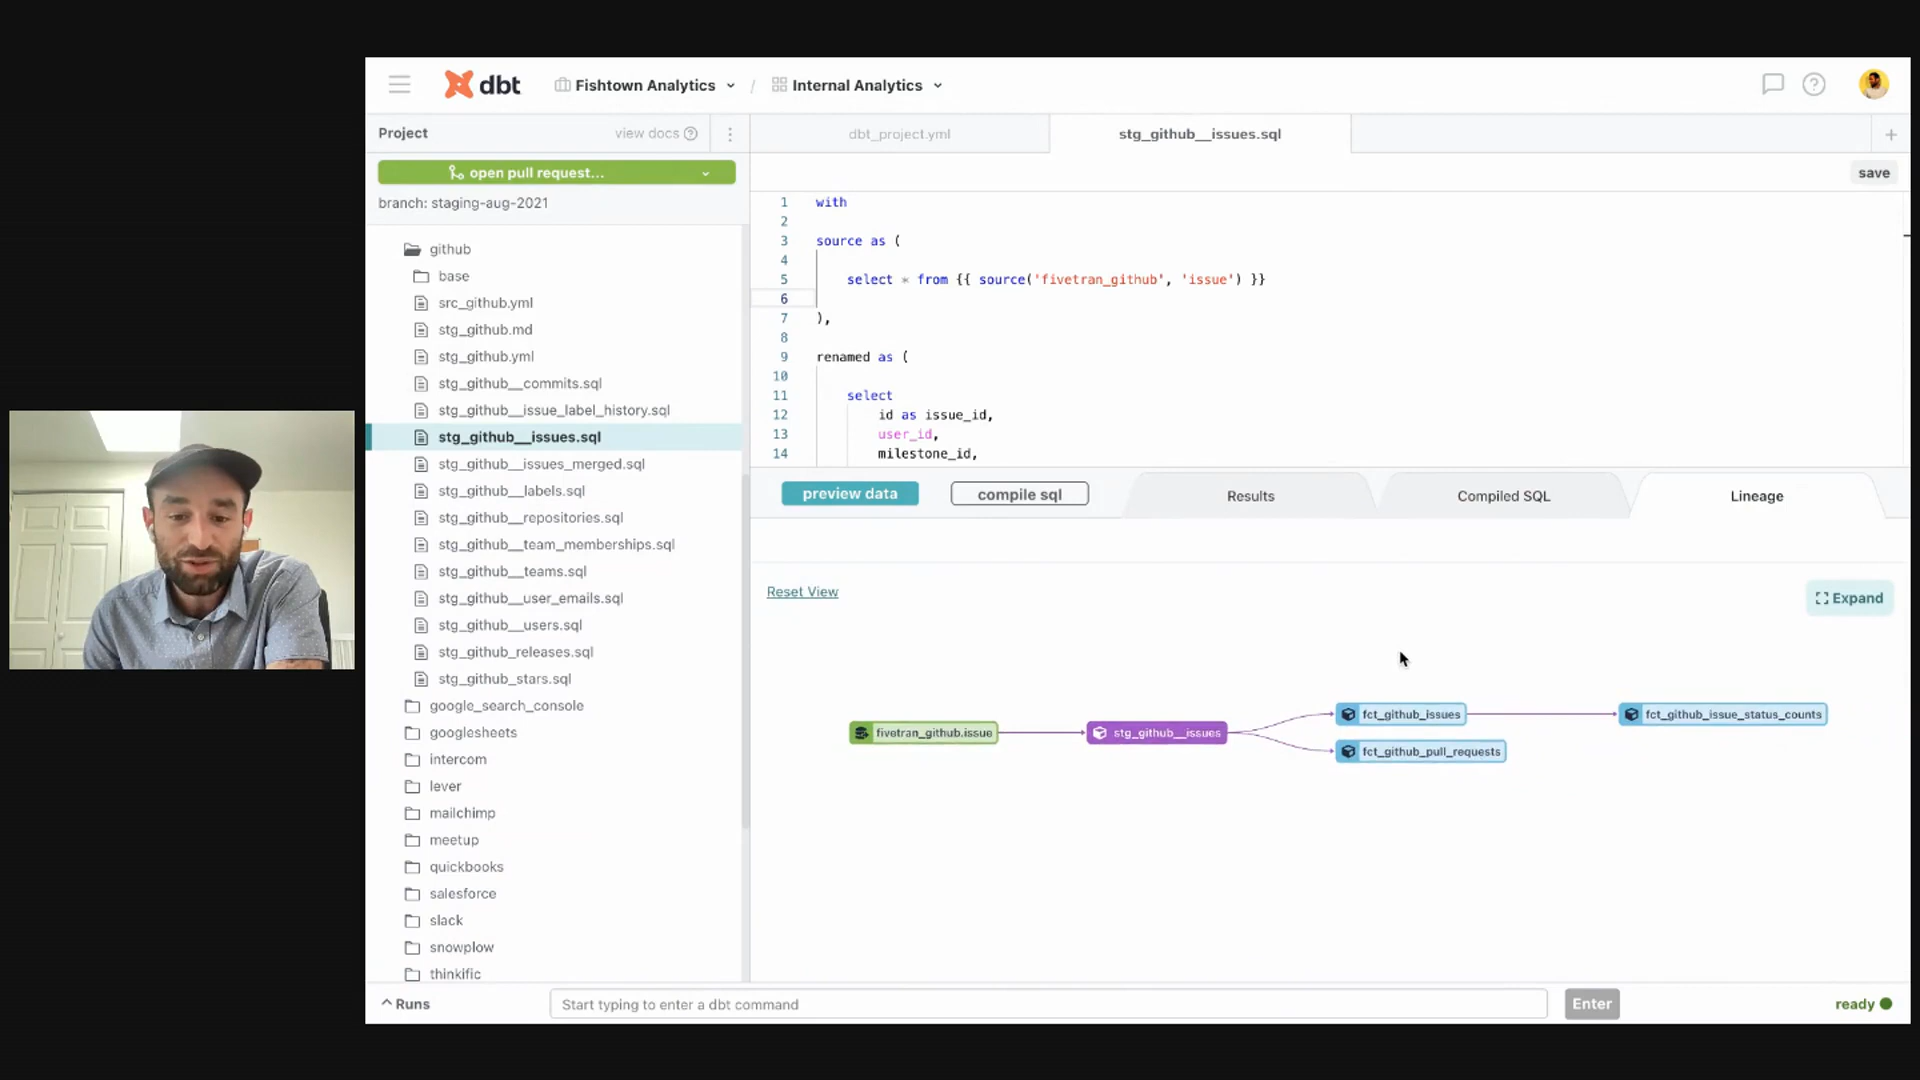 dbt
Fishtown Analytics / Internal Analytics
Project
view docs
dbt_project.yml
stg_github__issues.sql
open pull request...
save
branch: staging-aug-2021
github
base
src_github.yml
stg_github.md
stg_github.yml
stg_github__commits.sql
stg_github__issue_label_history.sql
stg_github__issues.sql
stg_github__issues_merged.sql
stg_github__labels.sql
stg_github__repositories.sql
stg_github__team_memberships.sql
stg_github__teams.sql
stg_github__user_emails.sql
stg_github__users.sql
stg_github_releases.sql
stg_github_stars.sql
google_search_console
googlesheets
intercom
lever
mailchimp
meetup
quickbooks
salesforce
slack
snowplow
thinkific
1 with
2
3 source as (
4
5 select * from {{ source('fivetran_github', 'issue') }}
6
7 ),
8
9 renamed as (
10
11 select
12 id as issue_id,
13 user_id,
14 milestone_id,
preview data
compile sql
Results
Compiled SQL
Lineage
Reset View
Expand
fivetran_github.issue
stg_github__issues
fct_github_issues
fct_github_issue_status_counts
fct_github_pull_requests
Runs
Start typing to enter a dbt command
Enter
ready